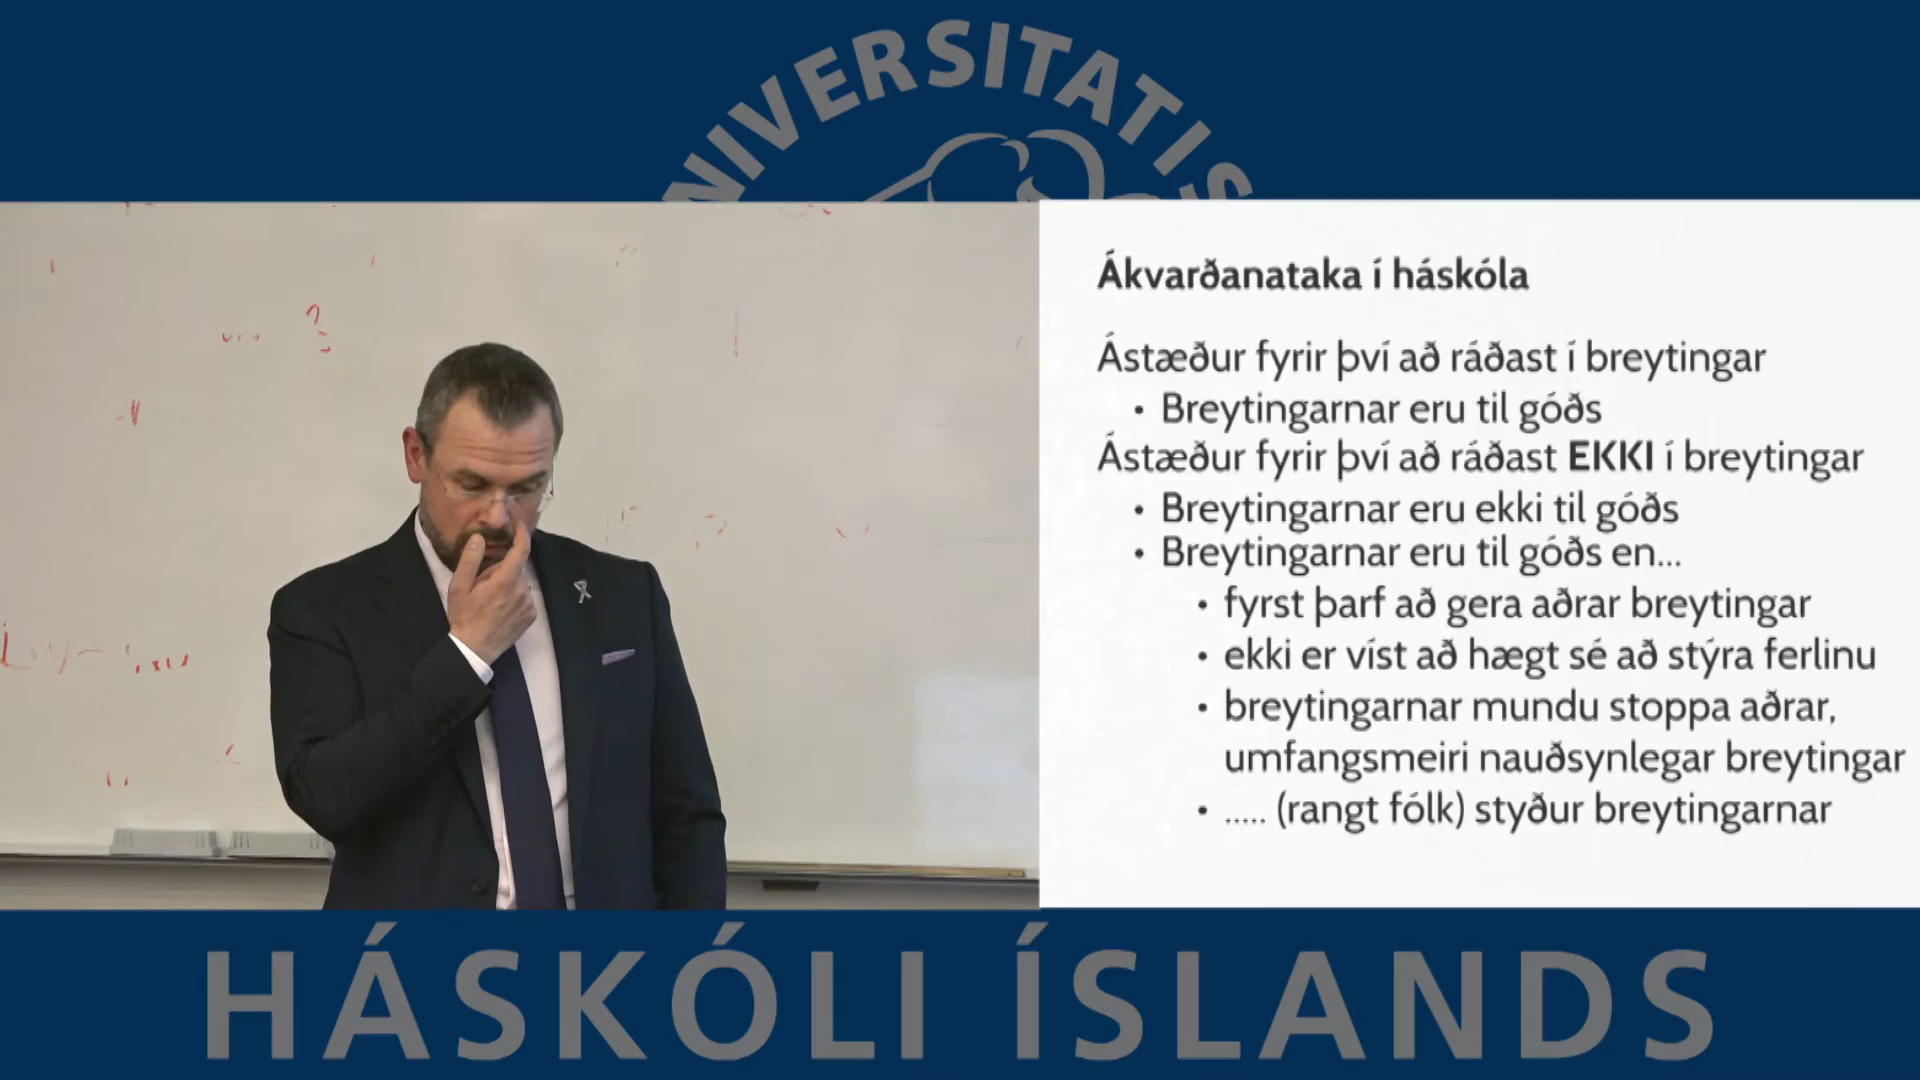 NIVERSITATIS
Ákvarðanataka í háskóla
Ástæður fyrir því að ráðast í breytingar
• Breytingarnar eru til góðs
Ástæður fyrir því að ráðast EKKI í breytingar
• Breytingarnar eru ekki til góðs
• Breytingarnar eru til góðs en...
• fyrst þarf að gera aðrar breytingar
• ekki er víst að hægt sé að stýra ferlinu
• breytingarnar mundu stoppa aðrar,
umfangsmeiri nauðsynlegar breytingar
• ..... (rangt fólk) styður breytingarnar
HÁSKÓLI ÍSLANDS